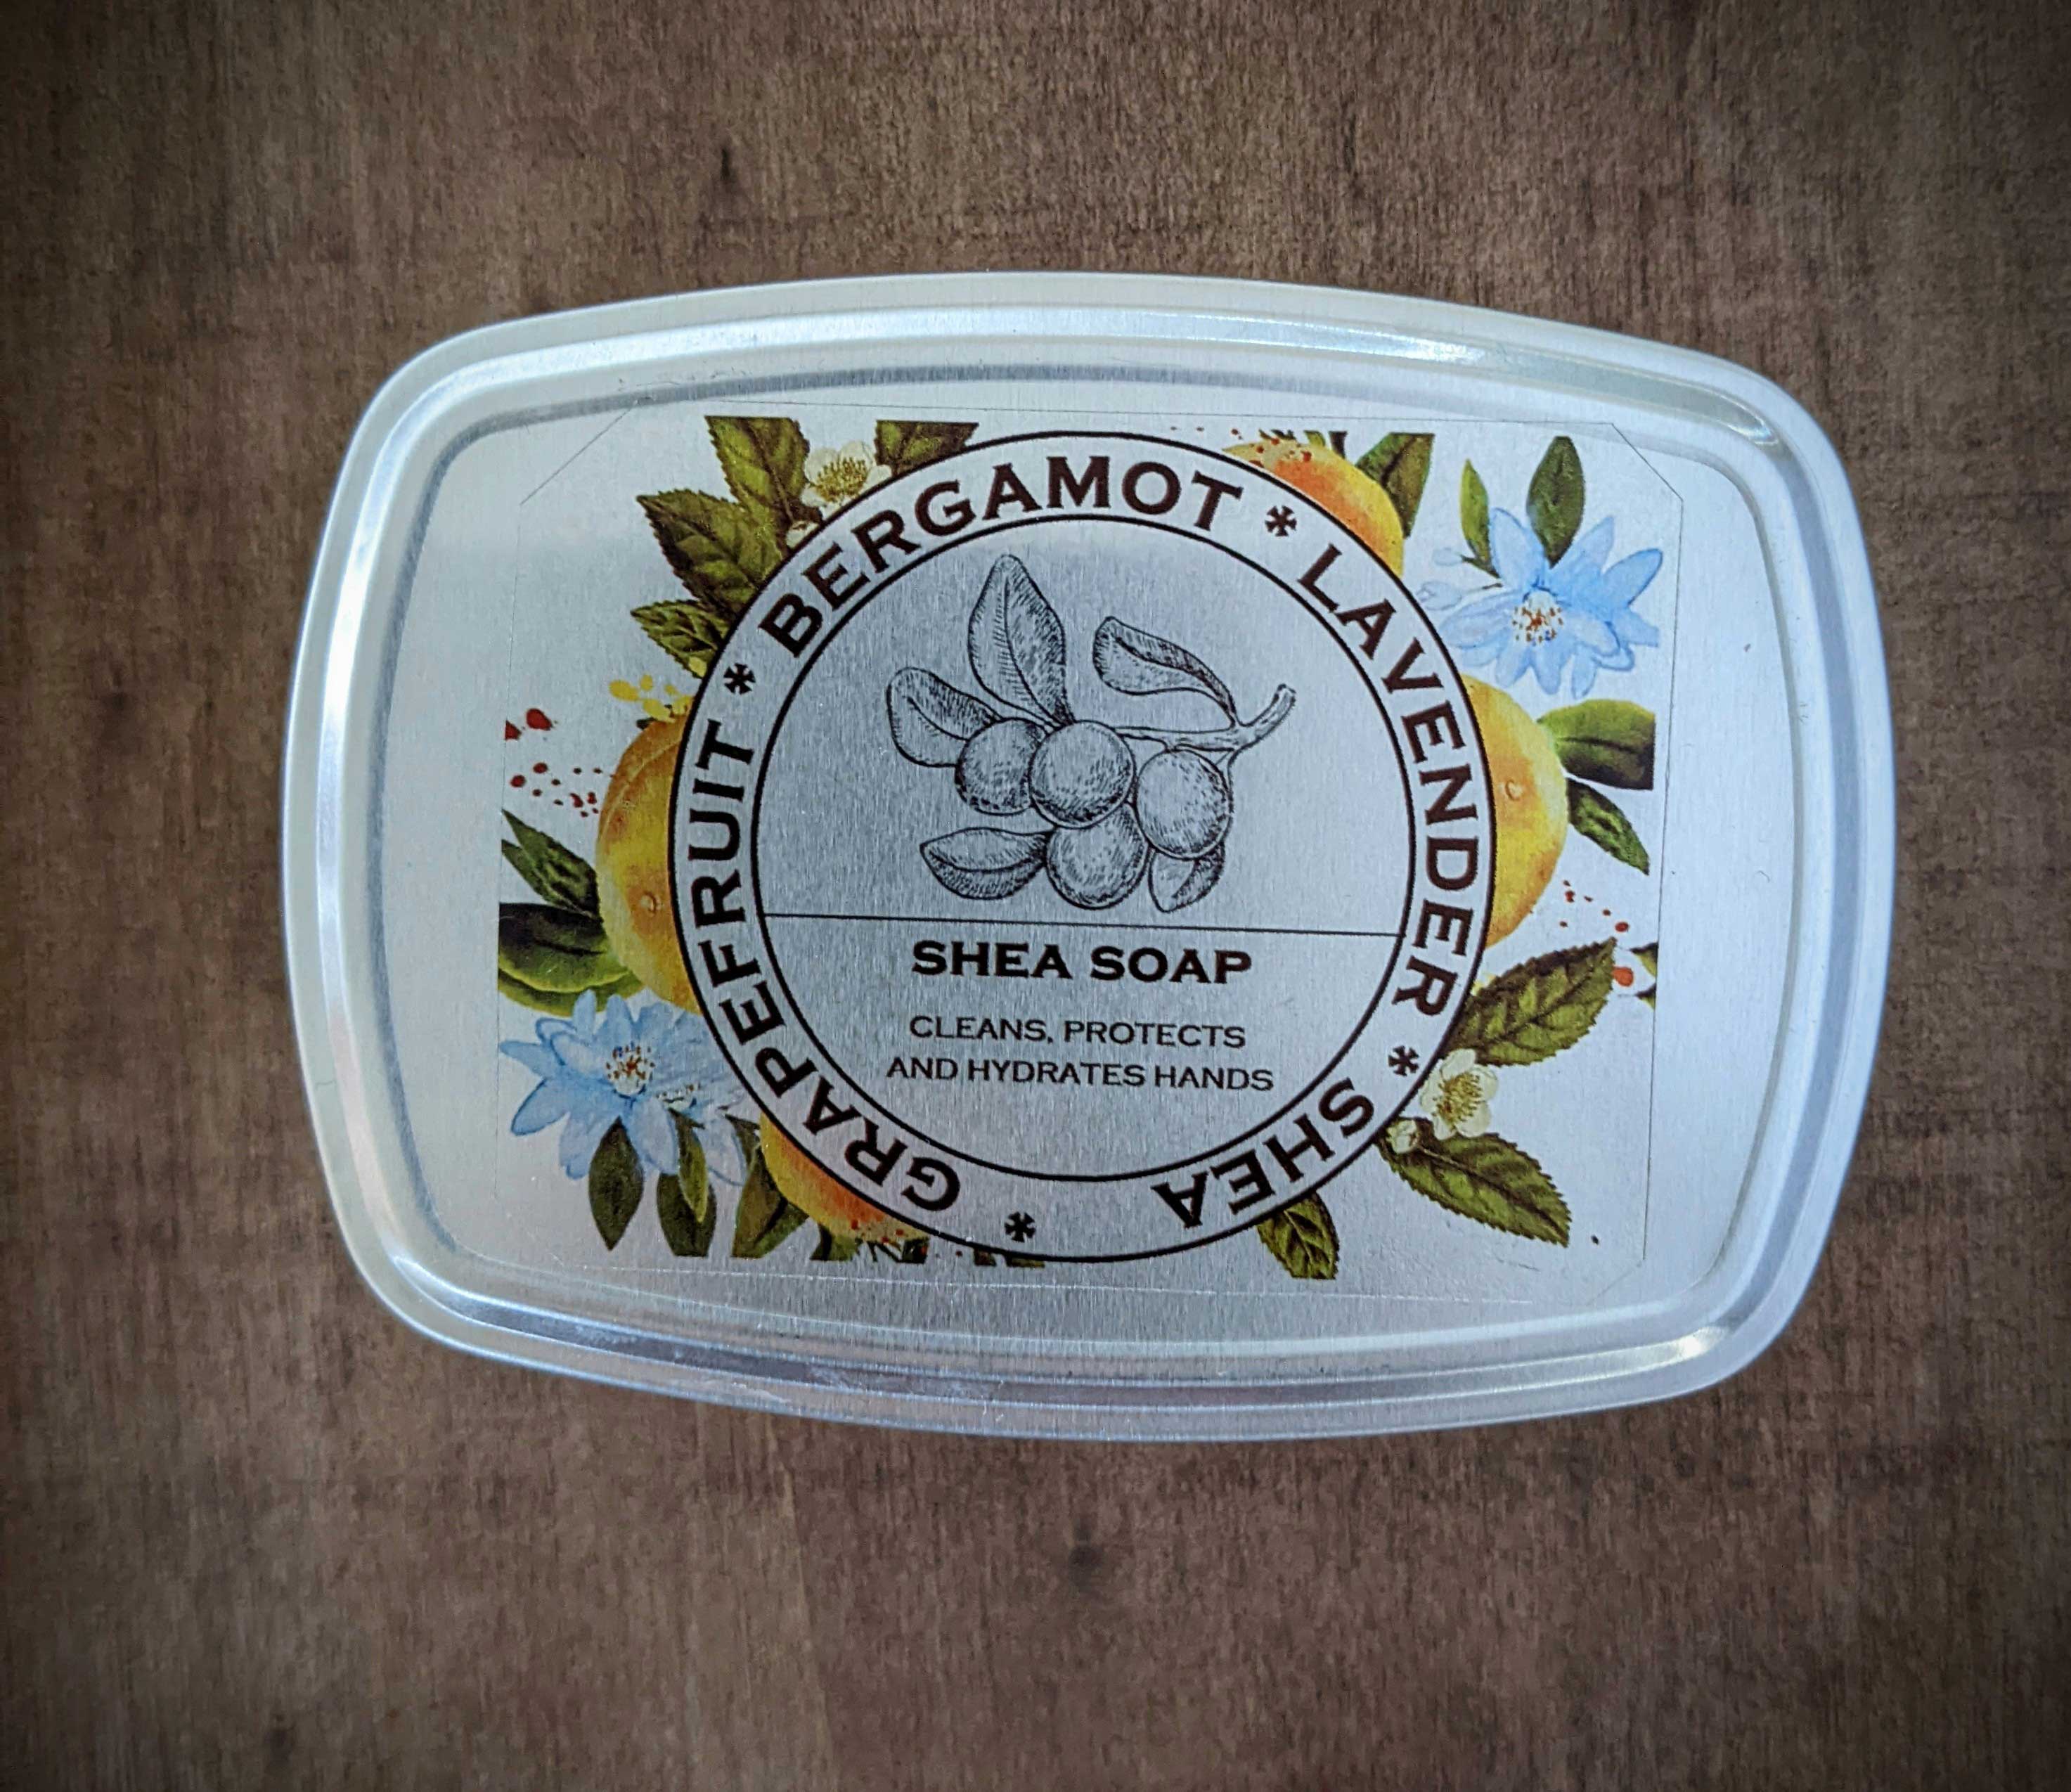 BERGAMOT * LAVENDER * SHEA * GRAPEFRUIT *
SHEA SOAP
CLEANS, PROTECTS
AND HYDRATES HANDS